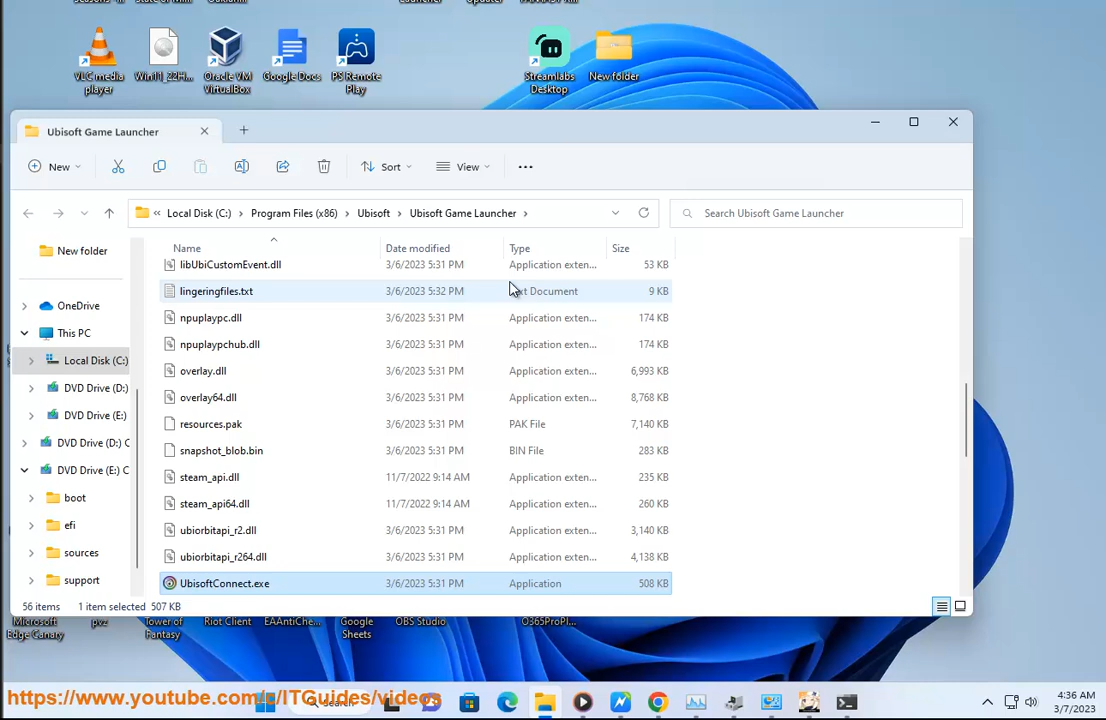 Seasons -...
State of Mi...
Launcher
Updater
VLC media player
Win11_22H...
Oracle VM VirtualBox
Google Docs
PS Remote Play
Streamlabs Desktop
New folder
Ubisoft Game Launcher
New
Sort
View
Local Disk (C:) > Program Files (x86) > Ubisoft > Ubisoft Game Launcher >
Search Ubisoft Game Launcher
New folder
OneDrive
This PC
Local Disk (C:)
DVD Drive (D:)
DVD Drive (E:)
DVD Drive (D:) C
DVD Drive (E:) C
boot
efi
sources
support
Name Date modified Type Size
libUbiCustomEvent.dll 3/6/2023 5:31 PM Application exten... 53 KB
lingeringfiles.txt 3/6/2023 5:32 PM Text Document 9 KB
npuplaypc.dll 3/6/2023 5:31 PM Application exten... 174 KB
npuplaypchub.dll 3/6/2023 5:31 PM Application exten... 174 KB
overlay.dll 3/6/2023 5:31 PM Application exten... 6,993 KB
overlay64.dll 3/6/2023 5:31 PM Application exten... 8,768 KB
resources.pak 3/6/2023 5:31 PM PAK File 7,140 KB
snapshot_blob.bin 3/6/2023 5:31 PM BIN File 283 KB
steam_api.dll 11/7/2022 9:14 AM Application exten... 235 KB
steam_api64.dll 11/7/2022 9:14 AM Application exten... 260 KB
ubiorbitapi_r2.dll 3/6/2023 5:31 PM Application exten... 3,140 KB
ubiorbitapi_r264.dll 3/6/2023 5:31 PM Application exten... 4,138 KB
UbisoftConnect.exe 3/6/2023 5:31 PM Application 508 KB
56 items 1 item selected 507 KB
Microsoft Edge Canary
pvz
Tower of Fantasy
Riot Client
EAAntiChe...
Google Sheets
OBS Studio
O365ProPl...
https://www.youtube.com/c/ITGuides/videos
Search
4:36 AM
3/7/2023